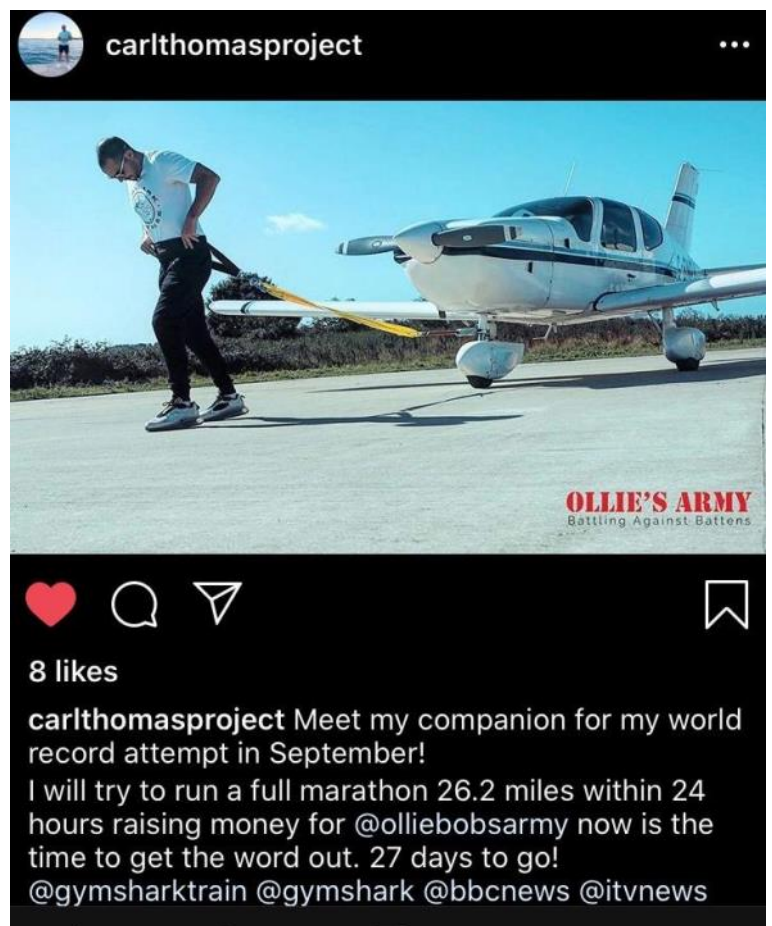 carlthomasproject
OLLIE'S ARMY
Battling Against Battens
8 likes
carlthomasproject Meet my companion for my world
record attempt in September!
I will try to run a full marathon 26.2 miles within 24
hours raising money for @olliebobsarmy now is the
time to get the word out. 27 days to go!
@gymsharktrain @gymshark @bbcnews @itvnews